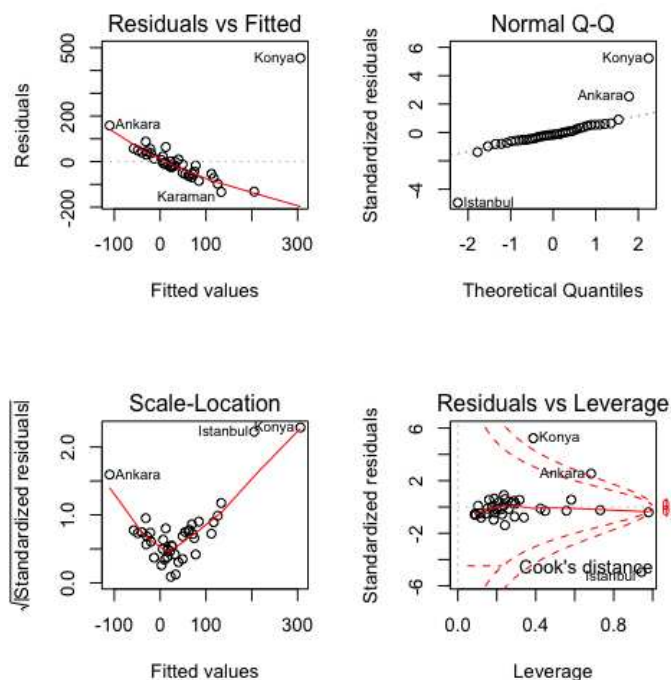 Residuals vs Fitted
Residuals
500
200
0
-200
Konya
Ankara
Karaman
-100 0 100 300
Fitted values
Normal Q-Q
Standardized residuals
6
4
2
0
-4
Konya
Ankara
Istanbul
-2 -1 0 1 2
Theoretical Quantiles
Scale-Location
√|Standardized residuals|
2.0
1.0
0.0
Istanbul Konya
Ankara
-100 0 100 300
Fitted values
Residuals vs Leverage
Standardized residuals
6
2
-2
-6
Konya
Ankara
Cook's distance
Istanbul
0.0 0.4 0.8
Leverage